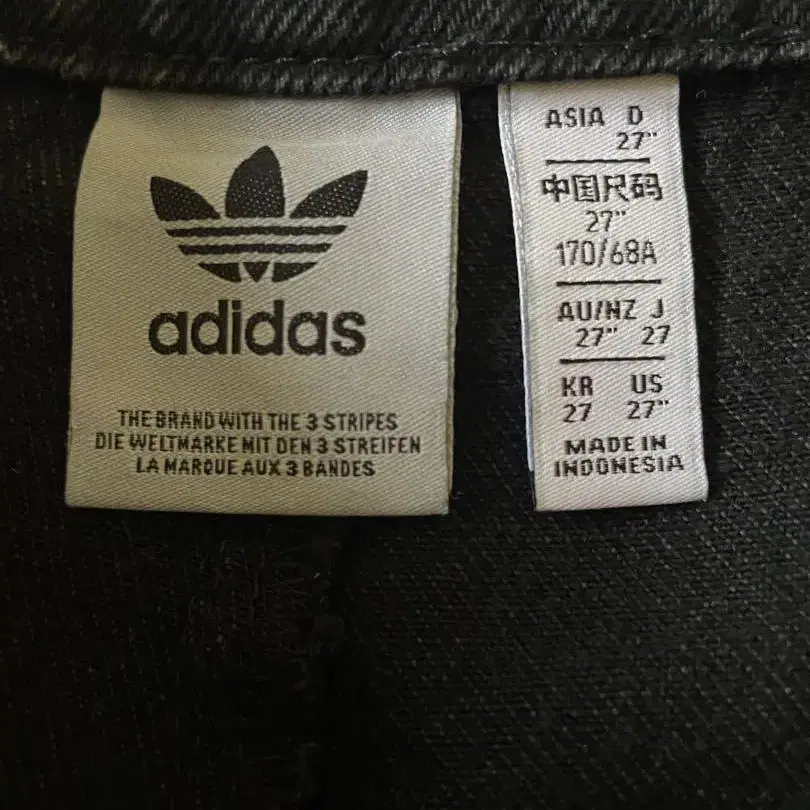 adidas
THE BRAND WITH THE 3 STRIPES
DIE WELTMARKE MIT DEN 3 STREIFEN
LA MARQUE AUX 3 BANDES
ASIA D
27"
中国尺码
27"
170/68A
AU/NZ J
27" 27
KR US
27 27"
MADE IN
INDONESIA